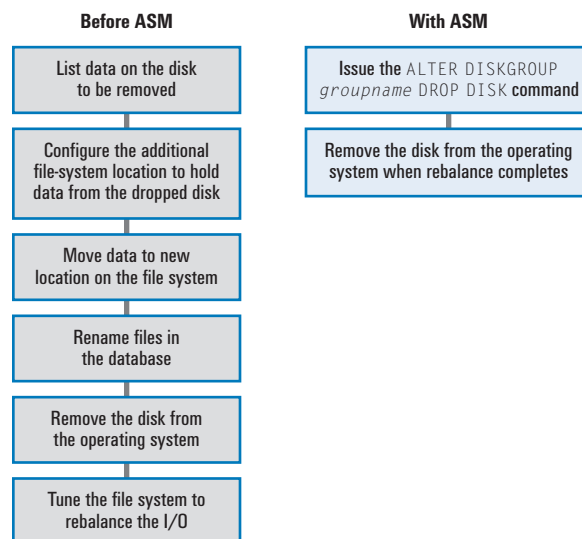 Before ASM
List data on the disk
to be removed
Configure the additional
file-system location to hold
data from the dropped disk
Move data to new
location on the file system
Rename files in
the database
Remove the disk from
the operating system
Tune the file system to
rebalance the I/O
With ASM
Issue the ALTER DISKGROUP
groupname DROP DISK command
Remove the disk from the operating
system when rebalance completes